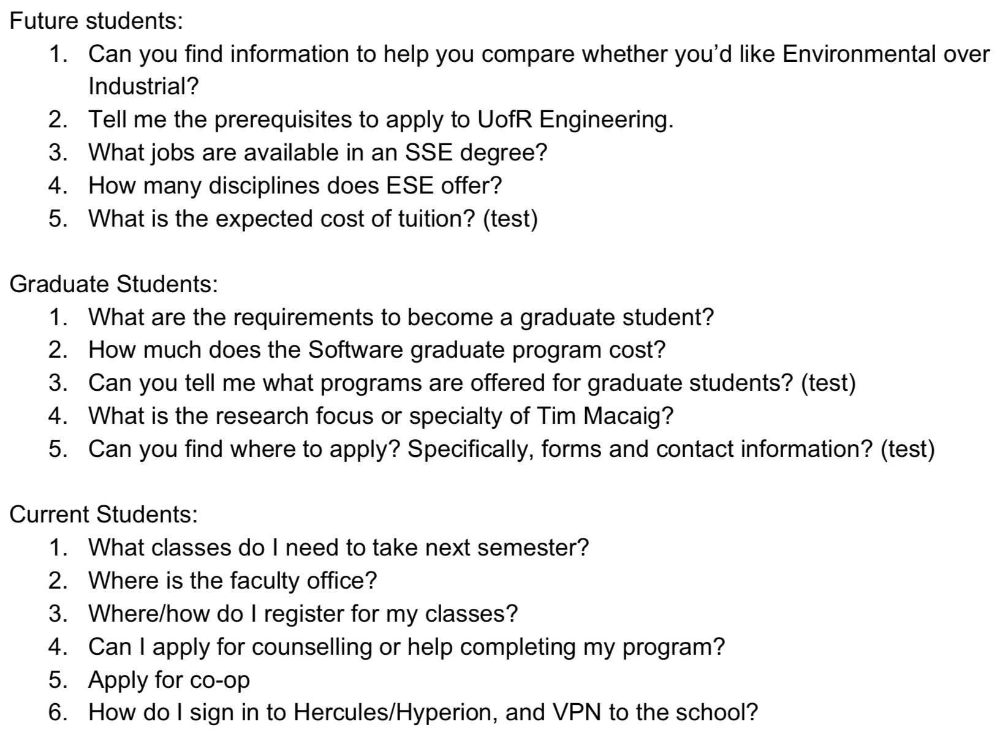 Future students:
1. Can you find information to help you compare whether you’d like Environmental over
Industrial?
2. Tell me the prerequisites to apply to UofR Engineering.
3. What jobs are available in an SSE degree?
4. How many disciplines does ESE offer?
5. What is the expected cost of tuition? (test)
Graduate Students:
1. What are the requirements to become a graduate student?
2. How much does the Software graduate program cost?
3. Can you tell me what programs are offered for graduate students? (test)
4. What is the research focus or specialty of Tim Macaig?
5. Can you find where to apply? Specifically, forms and contact information? (test)
Current Students:
1. What classes do I need to take next semester?
2. Where is the faculty office?
3. Where/how do I register for my classes?
4. Can I apply for counselling or help completing my program?
5. Apply for co-op
6. How do I sign in to Hercules/Hyperion, and VPN to the school?